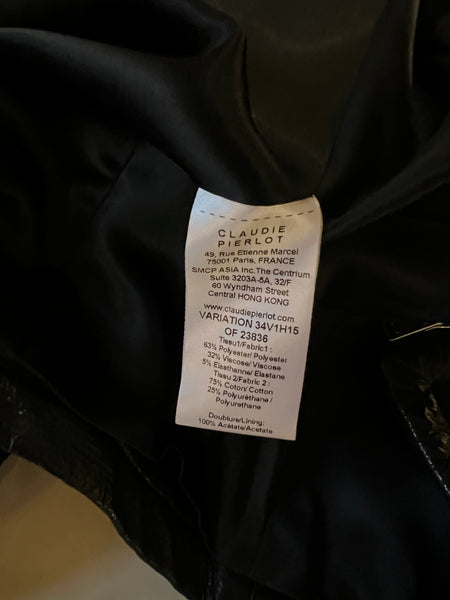 CLAUDIE
PIERLOT
49, Rue Etienne Marcel
75001 Paris, FRANCE
SMCP ASIA Inc.The Centrium
Suite 3203A-5A, 32/F
60 Wyndham Street
Central HONG KONG
www.claudiepierlot.com
VARIATION 34V1H15
OF 23836
Tissu1/Fabric1 :
63% Polyester/ Polyester
32% Viscose/ Viscose
5% Elasthanne/ Elastane
Tissu 2/Fabric 2 :
75% Coton/ Cotton
25% Polyuréthane /
Polyurethane
Doublure/Lining:
100% Acétate/Acetate